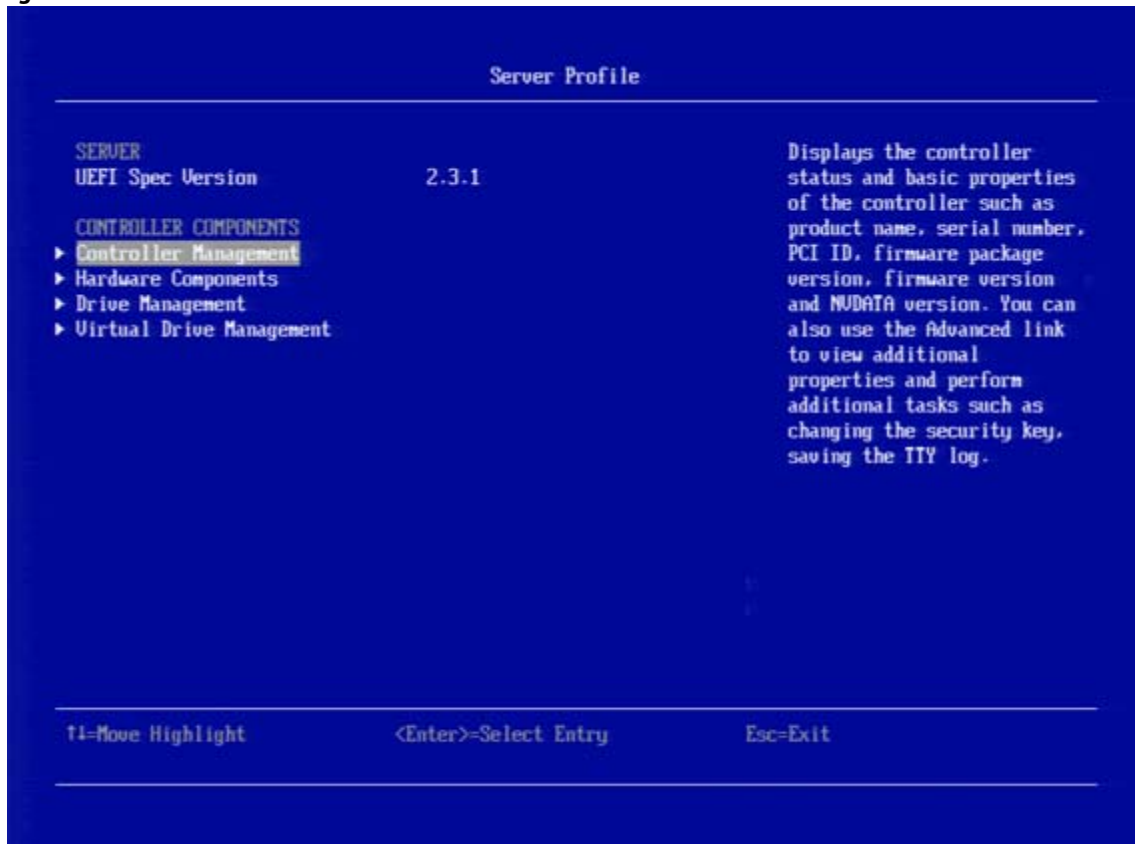 Server Profile
SERVER
UEFI Spec Version 2.3.1
CONTROLLER COMPONENTS
▶ Controller Management
▶ Hardware Components
▶ Drive Management
▶ Virtual Drive Management
Displays the controller
status and basic properties
of the controller such as
product name, serial number,
PCI ID, firmware package
version, firmware version
and NVDATA version. You can
also use the Advanced link
to view additional
properties and perform
additional tasks such as
changing the security key,
saving the TTY log.
↑↓=Move Highlight <Enter>=Select Entry Esc=Exit